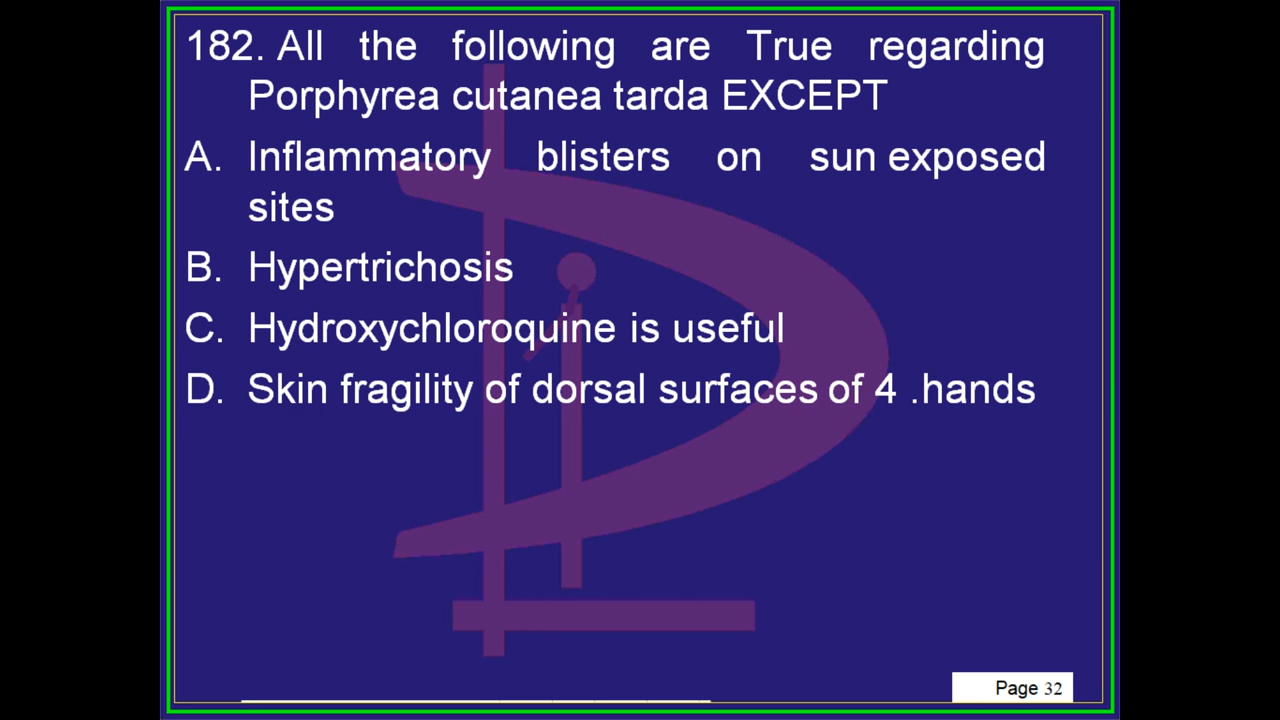 182. All the following are True regarding
Porphyrea cutanea tarda EXCEPT
A. Inflammatory blisters on sun exposed
sites
B. Hypertrichosis
C. Hydroxychloroquine is useful
D. Skin fragility of dorsal surfaces of 4 .hands
Page 32